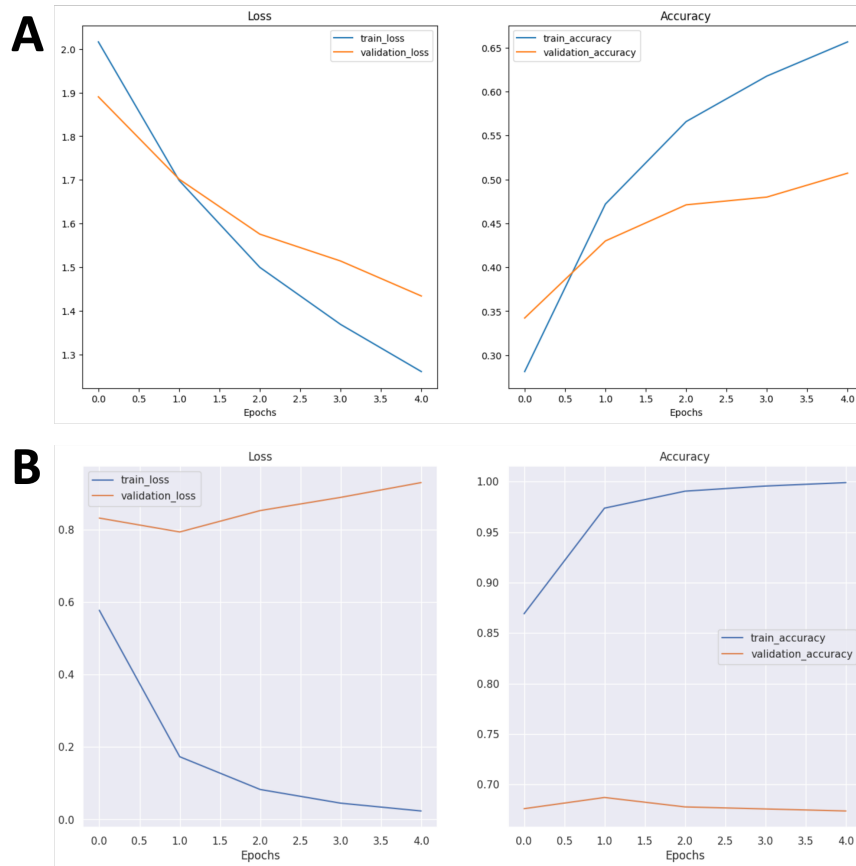 A
Loss
train_loss
validation_loss
2.0
1.9
1.8
1.7
1.6
1.5
1.4
1.3
0.0 0.5 1.0 1.5 2.0 2.5 3.0 3.5 4.0
Epochs
Accuracy
train_accuracy
validation_accuracy
0.65
0.60
0.55
0.50
0.45
0.40
0.35
0.30
0.0 0.5 1.0 1.5 2.0 2.5 3.0 3.5 4.0
Epochs
B
Loss
train_loss
validation_loss
0.8
0.6
0.4
0.2
0.0
0.0 0.5 1.0 1.5 2.0 2.5 3.0 3.5 4.0
Epochs
Accuracy
1.00
0.95
0.90
0.85
0.80
0.75
0.70
train_accuracy
validation_accuracy
0.0 0.5 1.0 1.5 2.0 2.5 3.0 3.5 4.0
Epochs